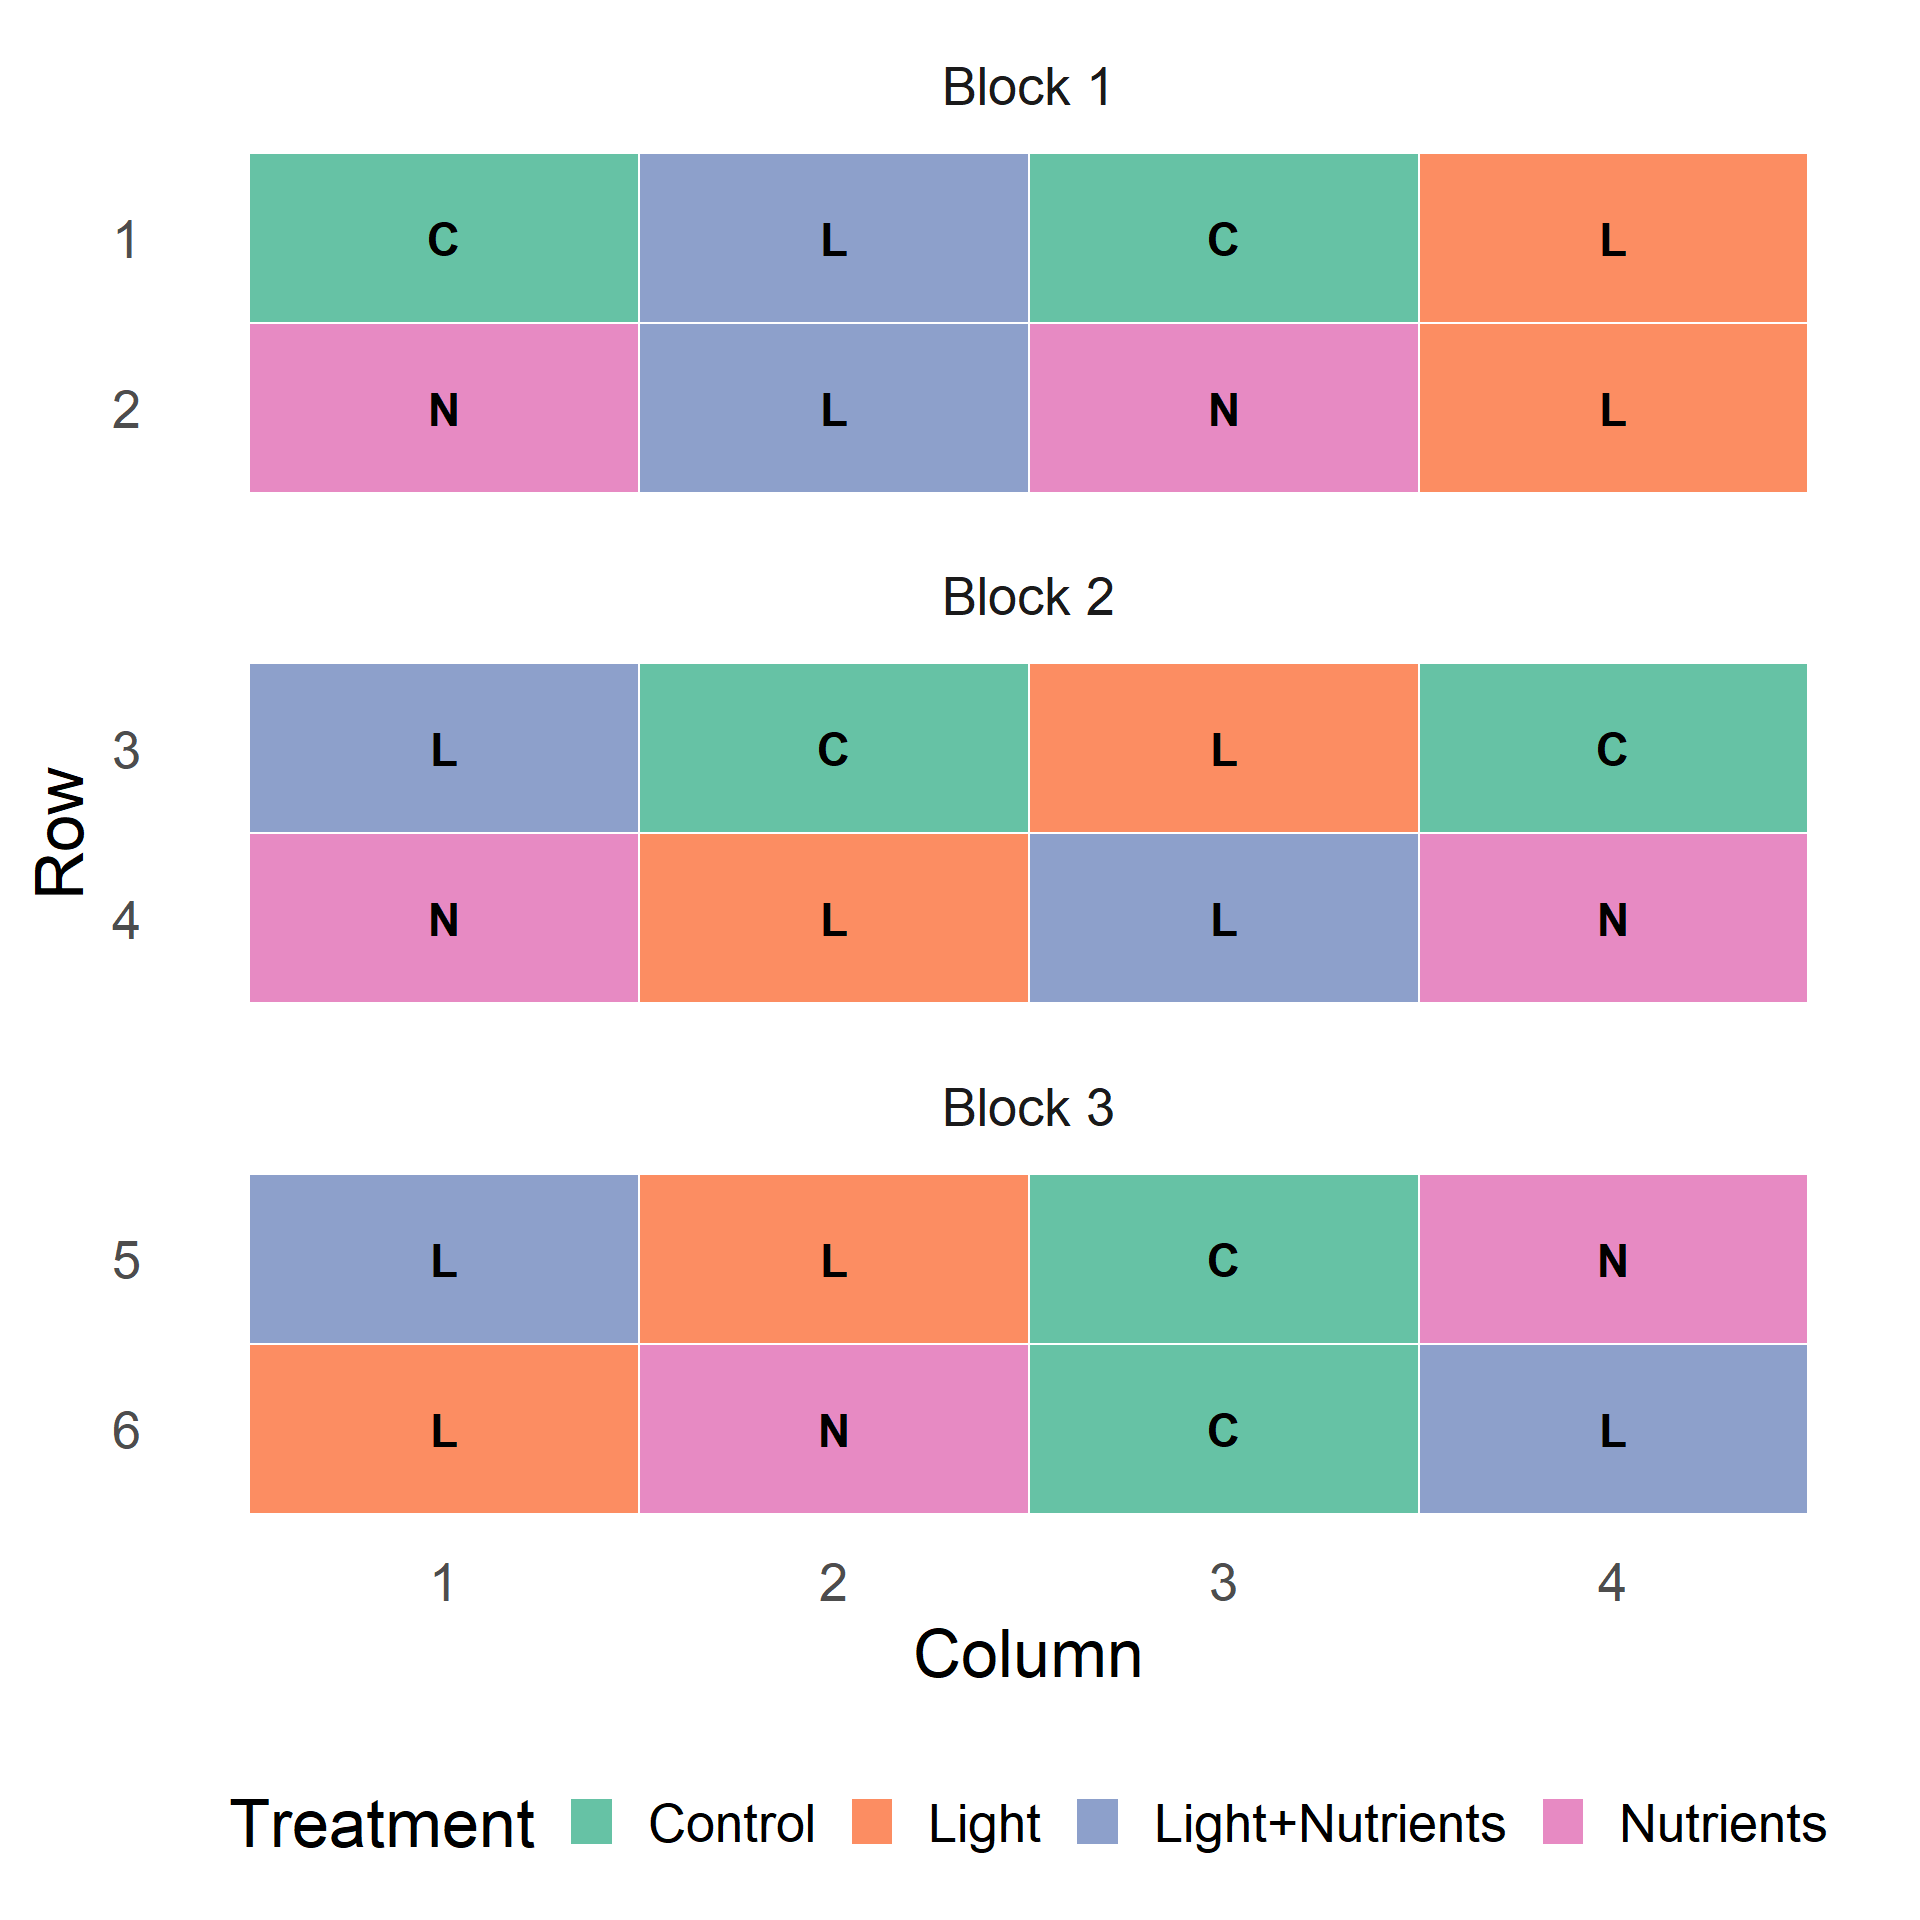 Block 1
1 C L C L
2 N L N L
Block 2
3 L C L C
Row
4 N L L N
Block 3
5 L L C N
6 L N C L
1 2 3 4
Column
Treatment Control Light Light+Nutrients Nutrients